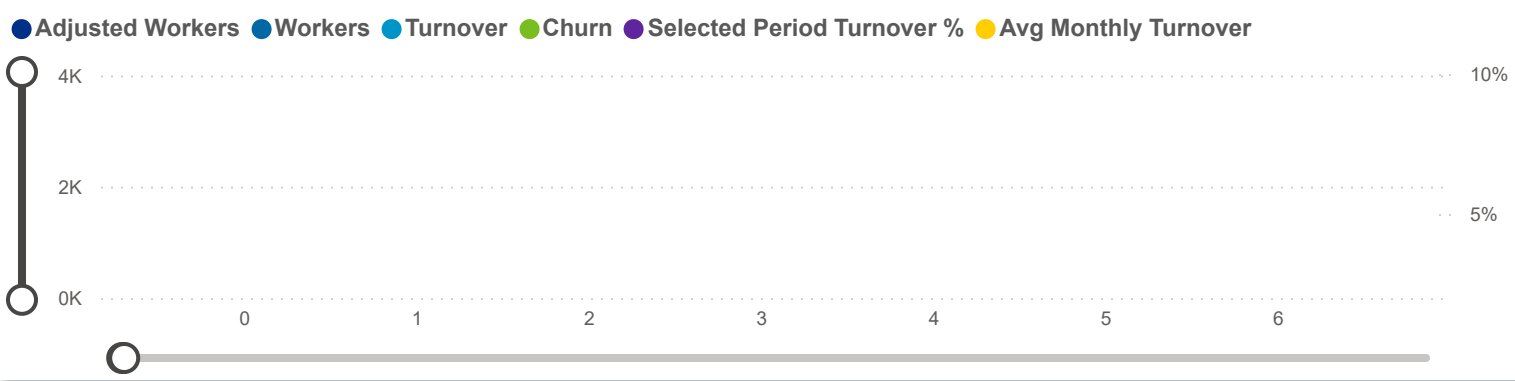 Adjusted Workers Workers Turnover Churn Selected Period Turnover % Avg Monthly Turnover
4K 10%
2K
5%
0K
0 1 2 3 4 5 6